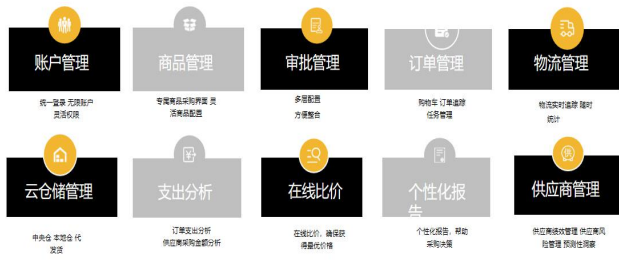 账户管理
商品管理
审批管理
订单管理
物流管理
统一登录 无限账户
灵活权限
专属商品采购界面 灵
活商品配置
多层配置
方便整合
购物车 订单追踪
任务管理
物流实时追踪 随时
统计
云仓储管理
支出分析
在线比价
个性化报
告
供应商管理
中央仓 本地仓 代
发货
订单支出分析
供应商采购金额分析
在线比价，确保获
得最优价格
个性化报告，帮助
采购决策
供应商绩效管理 供应商风
险管理 预测性洞察